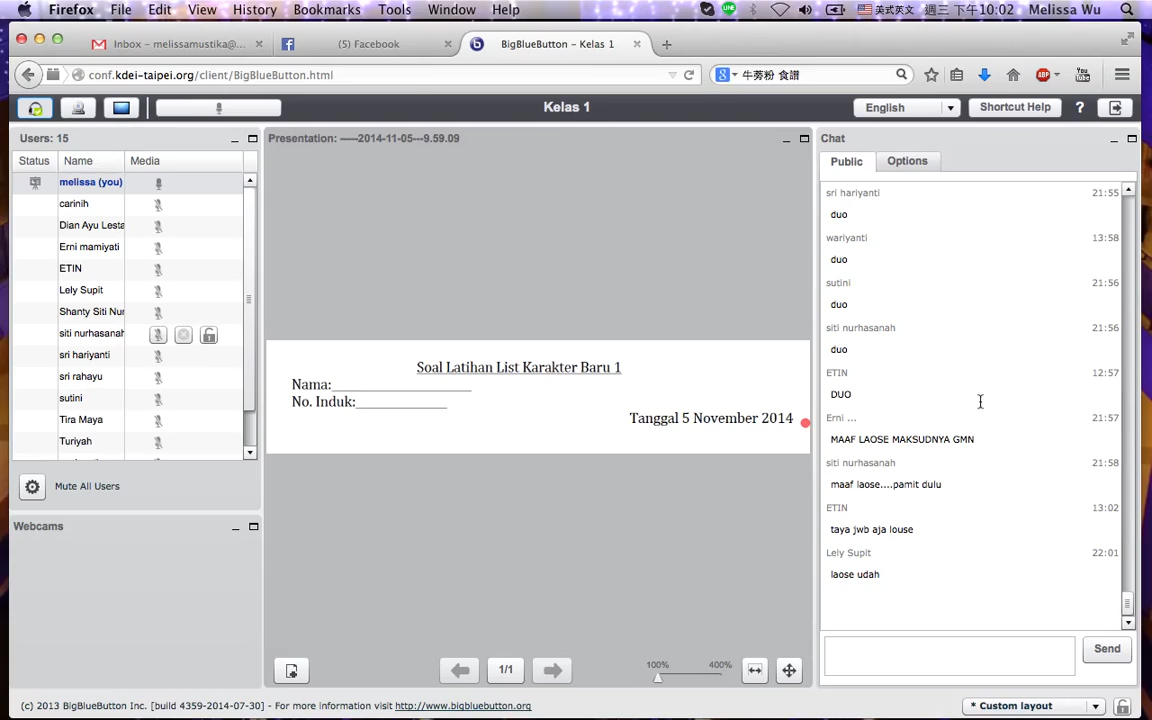 Firefox File Edit View History Bookmarks Tools Window Help 美式英文 週三 下午10:02 Melissa Wu
Inbox – melissamustika@... (5) Facebook BigBlueButton – Kelas 1
conf.kdei-taipei.org/client/BigBlueButton.html 牛蒡粉 食譜 ABP You Tube
Kelas 1 English Shortcut Help ?
Users: 15
Status Name Media
melissa (you)
carinih
Dian Ayu Lesta
Erni mamiyati
ETIN
Lely Supit
Shanty Siti Nur
siti nurhasanah
sri hariyanti
sri rahayu
sutini
Tira Maya
Turiyah
Mute All Users
Webcams
Presentation: -----2014-11-05---9.59.09
Soal Latihan List Karakter Baru 1
Nama:____________________
No. Induk:______________
Tanggal 5 November 2014
1/1
100% 400%
Chat
Public Options
sri hariyanti 21:55
duo
wariyanti 13:58
duo
sutini 21:56
duo
siti nurhasanah 21:56
duo
ETIN 12:57
DUO
Erni ... 21:57
MAAF LAOSE MAKSUDNYA GMN
siti nurhasanah 21:58
maaf laose....pamit dulu
ETIN 13:02
taya jwb aja louse
Lely Supit 22:01
laose udah
Send
(c) 2013 BigBlueButton Inc. [build 4359-2014-07-30] - For more information visit http://www.bigbluebutton.org
* Custom layout